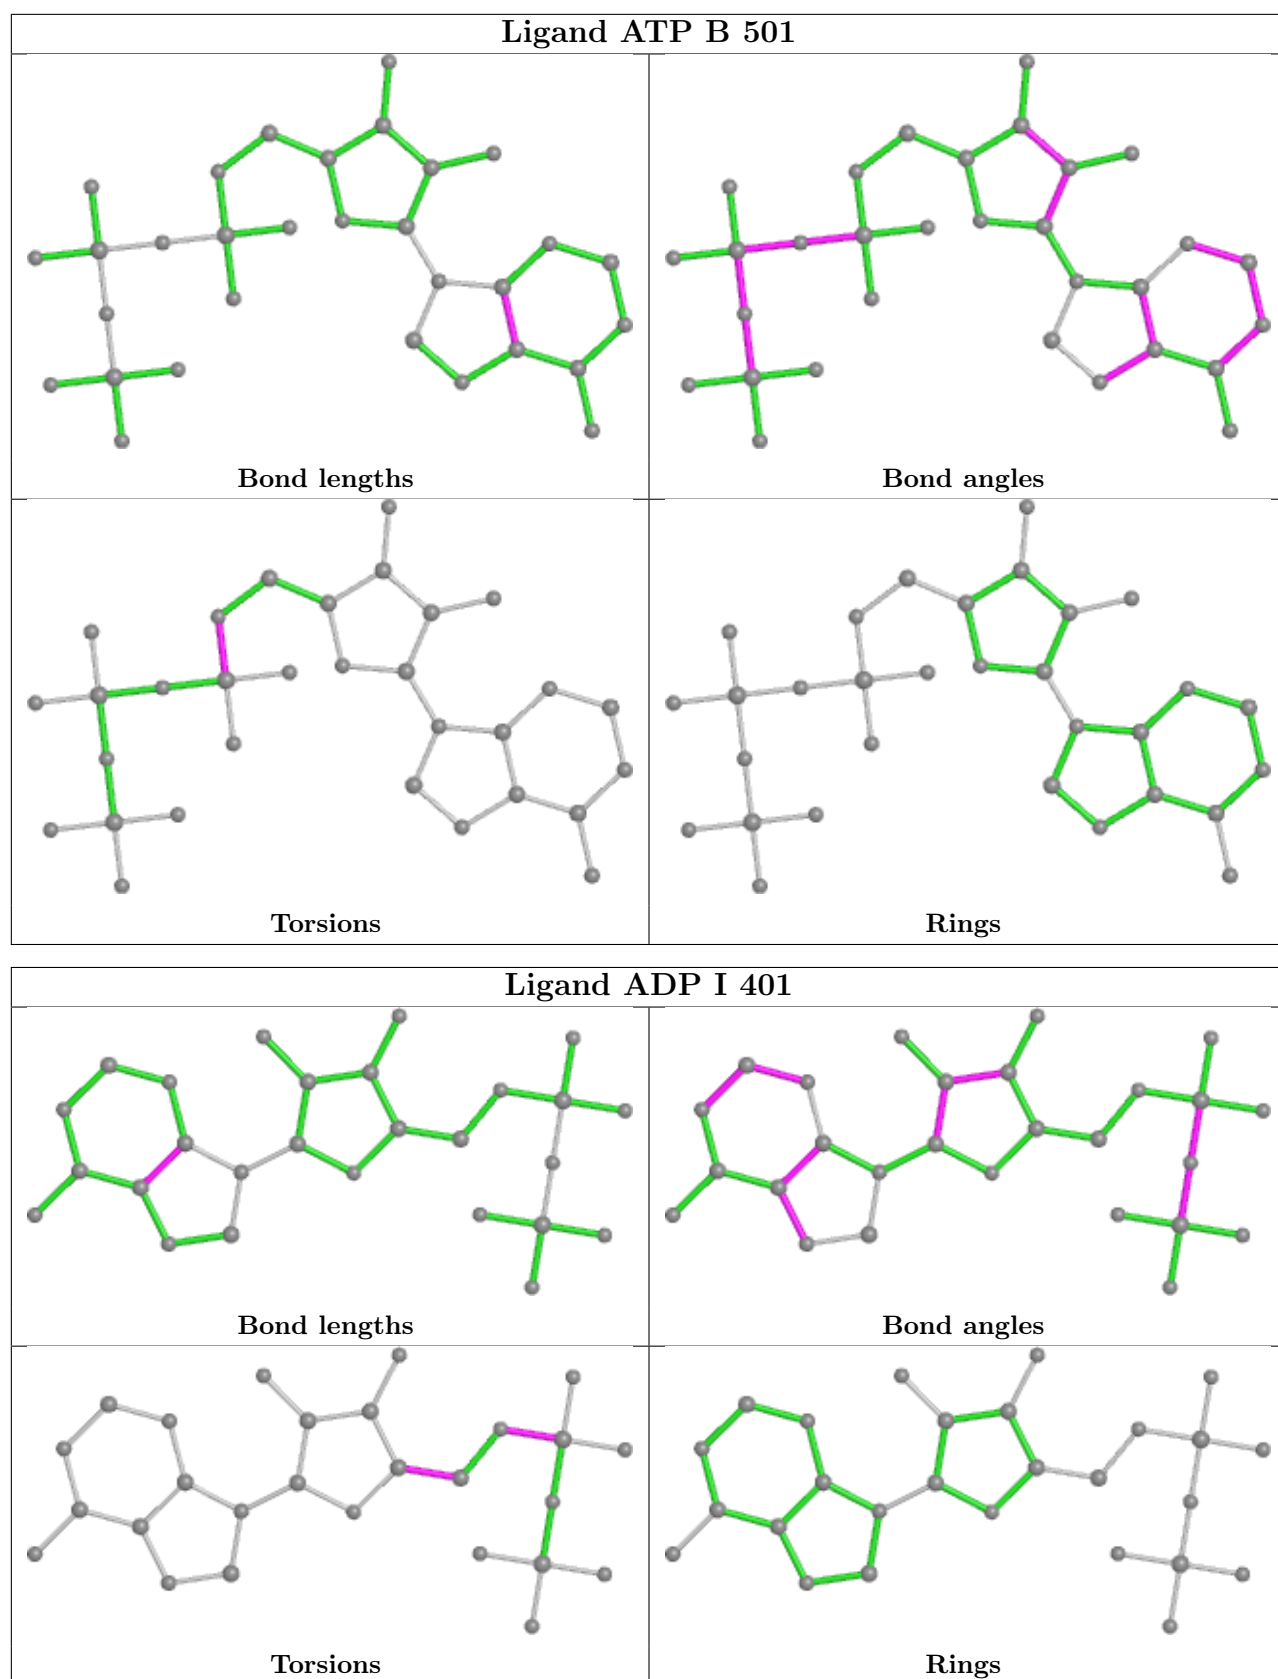 Ligand ATP B 501
Bond lengths
Bond angles
Torsions
Rings
Ligand ADP I 401
Bond lengths
Bond angles
Torsions
Rings